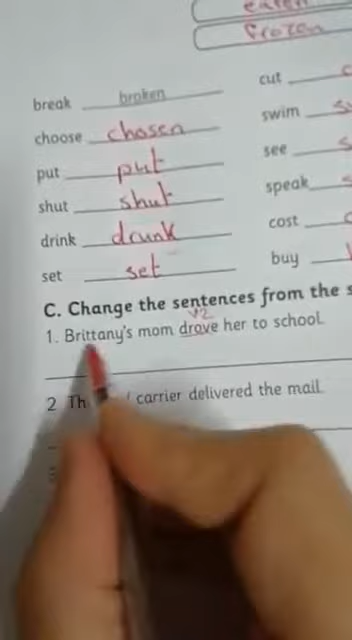 eaten
frozen
break broken cut
choose chosen swim
put put see
shut shut speak
drink drunk cost
set set buy
C. Change the sentences from the
V2
1. Brittany's mom drove her to school.
2 carrier delivered the mail.